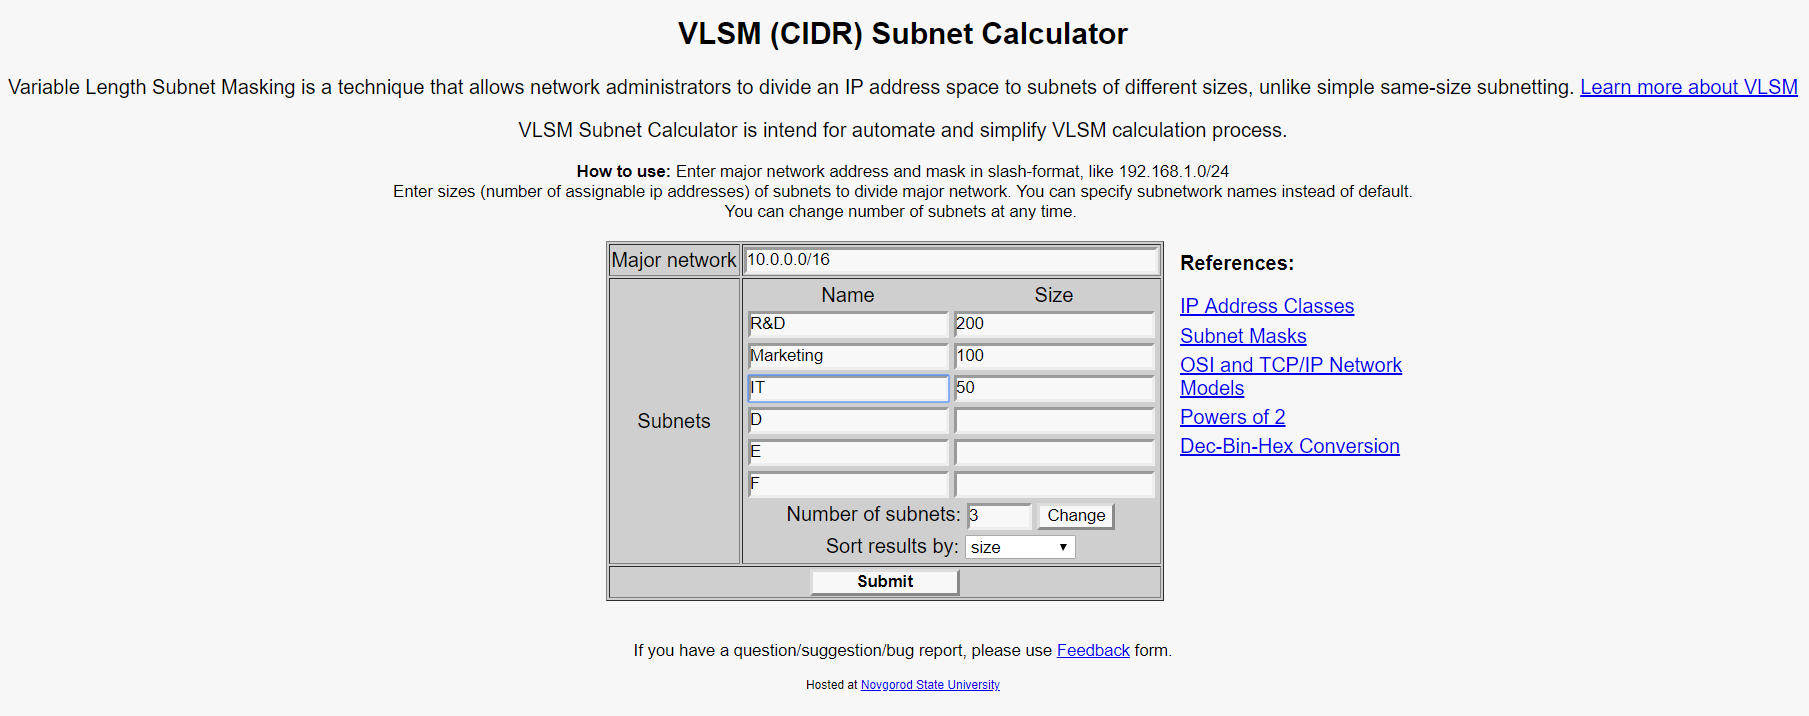 VLSM (CIDR) Subnet Calculator
Variable Length Subnet Masking is a technique that allows network administrators to divide an IP address space to subnets of different sizes, unlike simple same-size subnetting. Learn more about VLSM
VLSM Subnet Calculator is intend for automate and simplify VLSM calculation process.
How to use: Enter major network address and mask in slash-format, like 192.168.1.0/24
Enter sizes (number of assignable ip addresses) of subnets to divide major network. You can specify subnetwork names instead of default.
You can change number of subnets at any time.
Major network 10.0.0.0/16
Subnets
Name Size
R&D 200
Marketing 100
IT 50
D
E
F
Number of subnets: 3 Change
Sort results by: size
Submit
References:
IP Address Classes
Subnet Masks
OSI and TCP/IP Network
Models
Powers of 2
Dec-Bin-Hex Conversion
If you have a question/suggestion/bug report, please use Feedback form.
Hosted at Novgorod State University